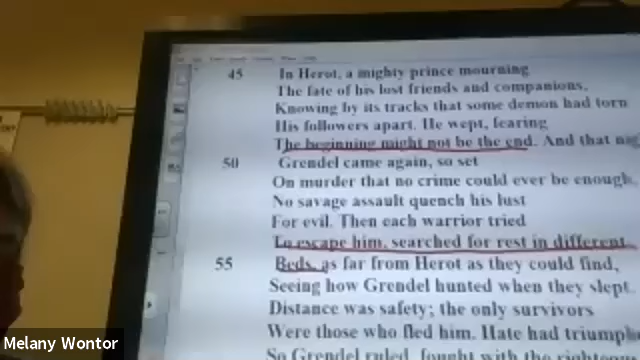 45 In Herot, a mighty prince mourning
The fate of his lost friends and companions,
Knowing by its tracks that some demon had torn
His followers apart. He wept, fearing
The beginning might not be the end. And that
50 Grendel came again, so set
On murder that no crime could ever be enough,
No savage assault quench his lust
For evil. Then each warrior tried
To escape him, searched for rest in different
55 Beds, as far from Herot as they could find,
Seeing how Grendel hunted when they slept.
Distance was safety; the only survivors
Were those who fled him. Hate had
So Grendel ruled, fought with the
Melany Wontor